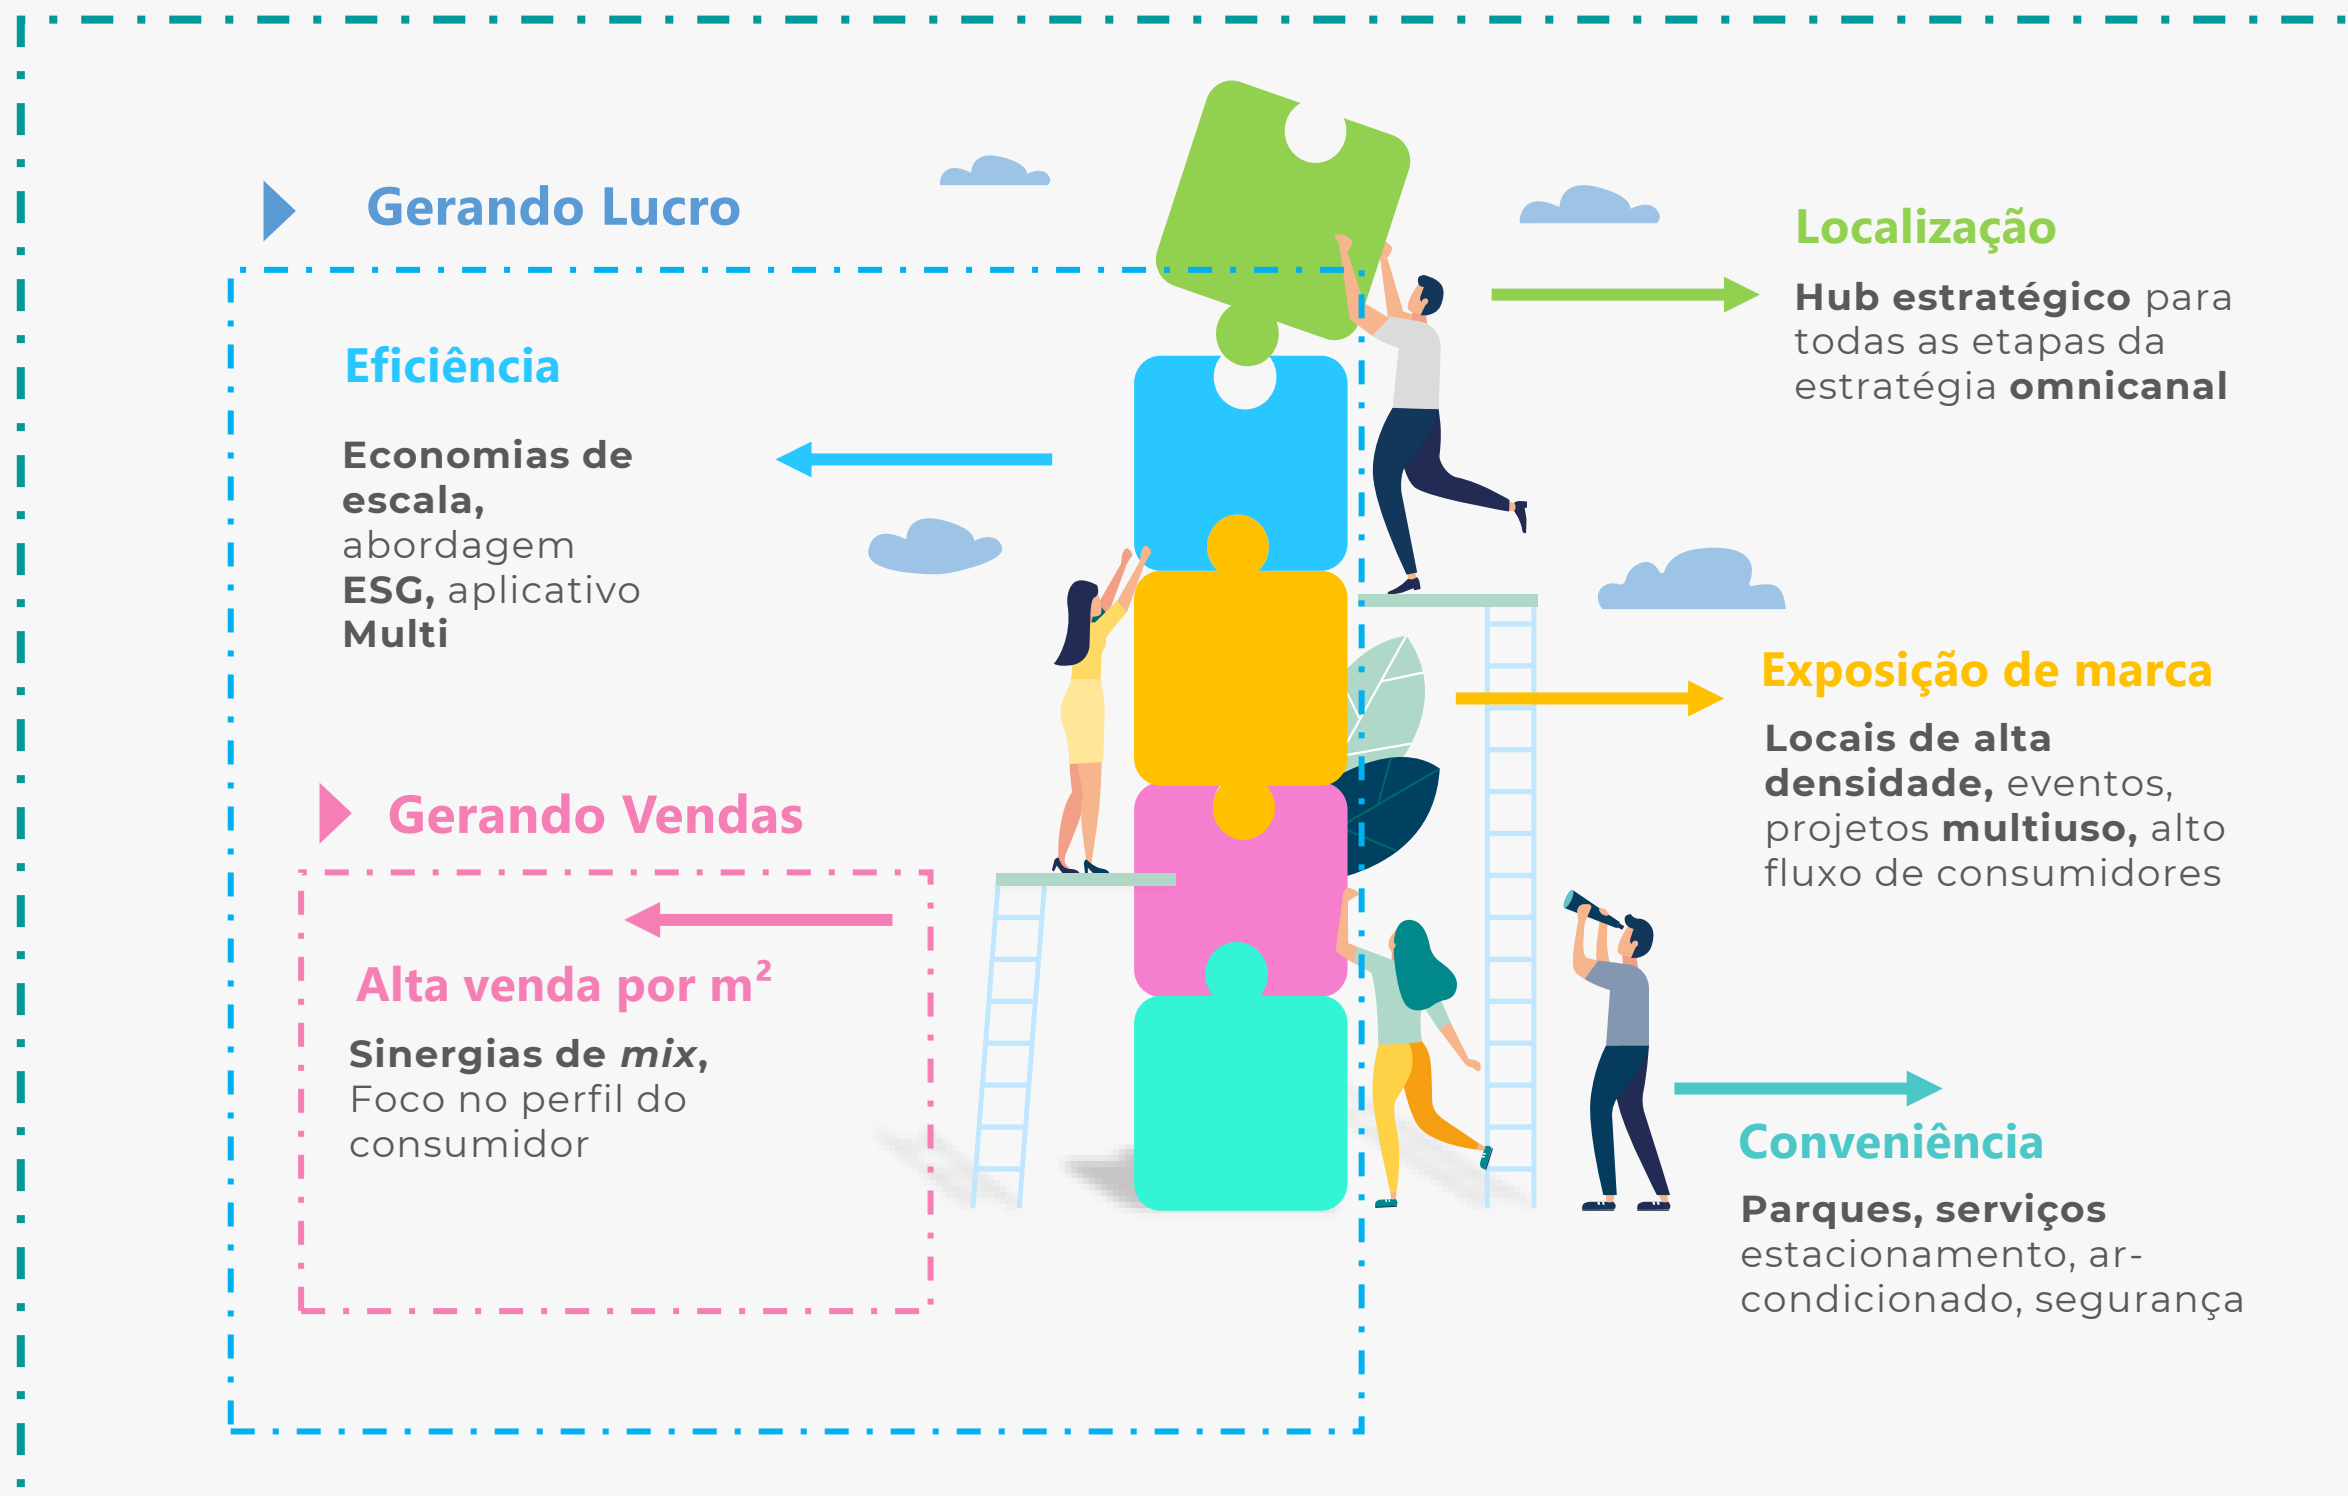 Gerando Lucro
Eficiência
Economias de
escala,
abordagem
ESG, aplicativo
Multi
Gerando Vendas
Alta venda por m²
Sinergias de mix,
Foco no perfil do
consumidor
Localização
Hub estratégico para
todas as etapas da
estratégia omnicanal
Exposição de marca
Locais de alta
densidade, eventos,
projetos multiuso, alto
fluxo de consumidores
Conveniência
Parques, serviços
estacionamento, ar-
condicionado, segurança